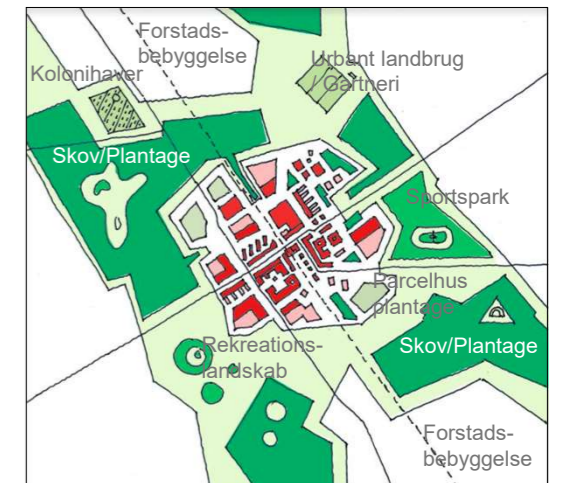 Forstads-
bebyggelse
Urbant landbrug
/ Gartneri
Kolonihaver
Skov/Plantage
Sportspark
Parcelhus
plantage
Rekreations-
landskab
Skov/Plantage
Forstads-
bebyggelse